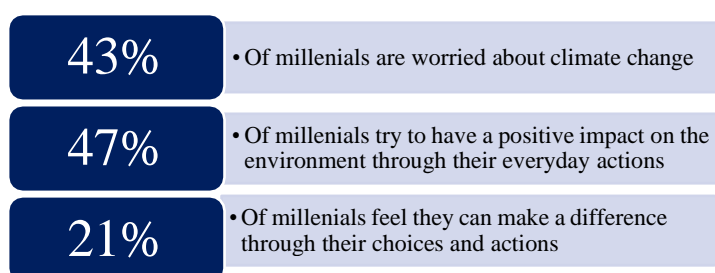 43%
• Of millenials are worried about climate change
47%
• Of millenials try to have a positive impact on the
environment through their everyday actions
21%
• Of millenials feel they can make a difference
through their choices and actions